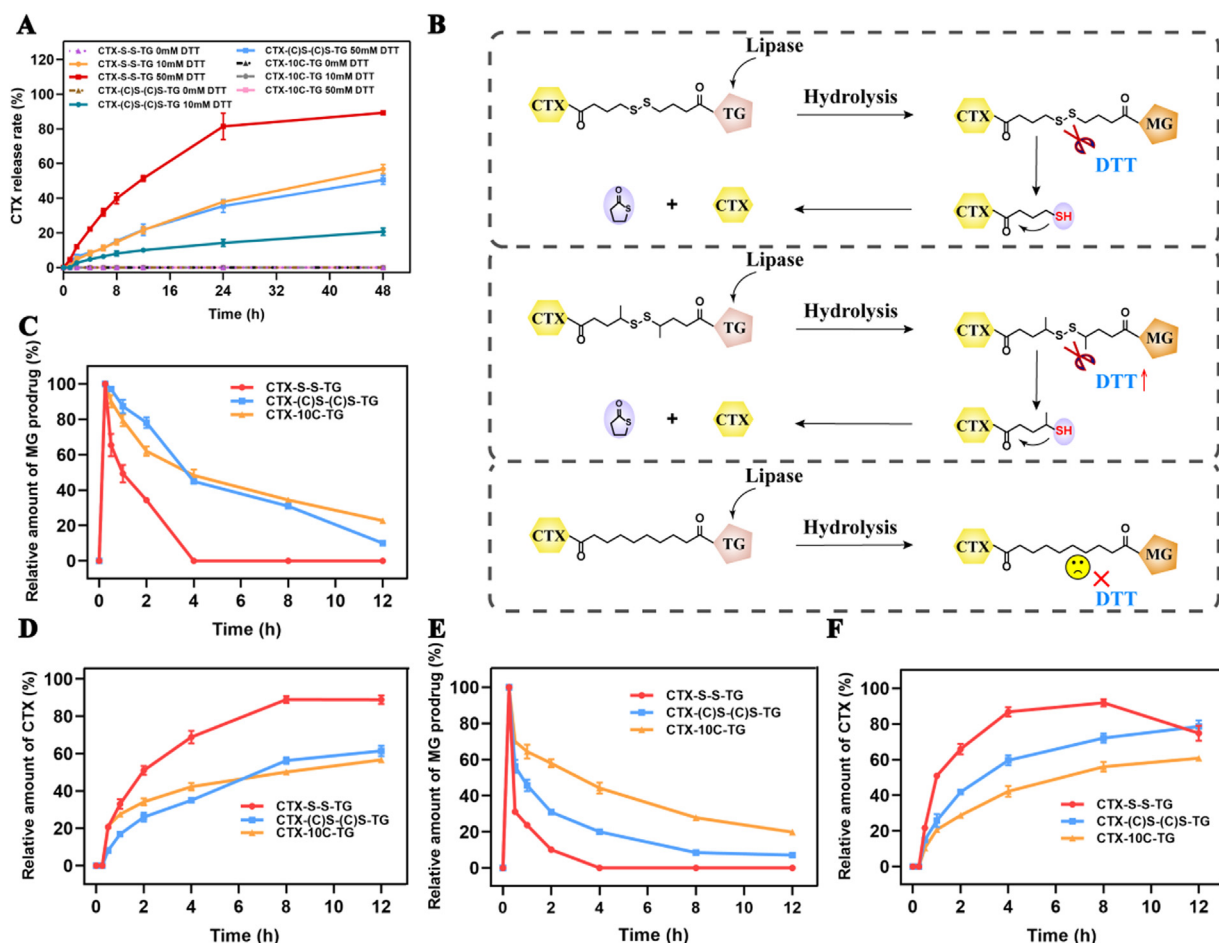 A
CTX-S-S-TG 0mM DTT
CTX-S-S-TG 10mM DTT
CTX-S-S-TG 50mM DTT
CTX-(C)S-(C)S-TG 0mM DTT
CTX-(C)S-(C)S-TG 10mM DTT
CTX-(C)S-(C)S-TG 50mM DTT
CTX-10C-TG 0mM DTT
CTX-10C-TG 10mM DTT
CTX-10C-TG 50mM DTT
CTX release rate (%)
120
100
80
60
40
20
0
0 8 16 24 32 40 48
Time (h)
B
Lipase
CTX O S S O TG
Hydrolysis
CTX O S S O MG
DTT
O S + CTX
CTX O SH
Lipase
CTX O S S O TG
Hydrolysis
CTX O S S O MG
DTT ↑
O S + CTX
CTX O SH
Lipase
CTX O O TG
Hydrolysis
CTX O O MG
DTT
C
Relative amount of MG prodrug (%)
100
80
60
40
20
0
CTX-S-S-TG
CTX-(C)S-(C)S-TG
CTX-10C-TG
0 2 4 6 8 10 12
Time (h)
D
Relative amount of CTX (%)
100
80
60
40
20
0
CTX-S-S-TG
CTX-(C)S-(C)S-TG
CTX-10C-TG
0 2 4 6 8 10 12
Time (h)
E
Relative amount of MG prodrug (%)
100
80
60
40
20
0
CTX-S-S-TG
CTX-(C)S-(C)S-TG
CTX-10C-TG
0 2 4 6 8 10 12
Time (h)
F
Relative amount of CTX (%)
100
80
60
40
20
0
CTX-S-S-TG
CTX-(C)S-(C)S-TG
CTX-10C-TG
0 2 4 6 8 10 12
Time (h)